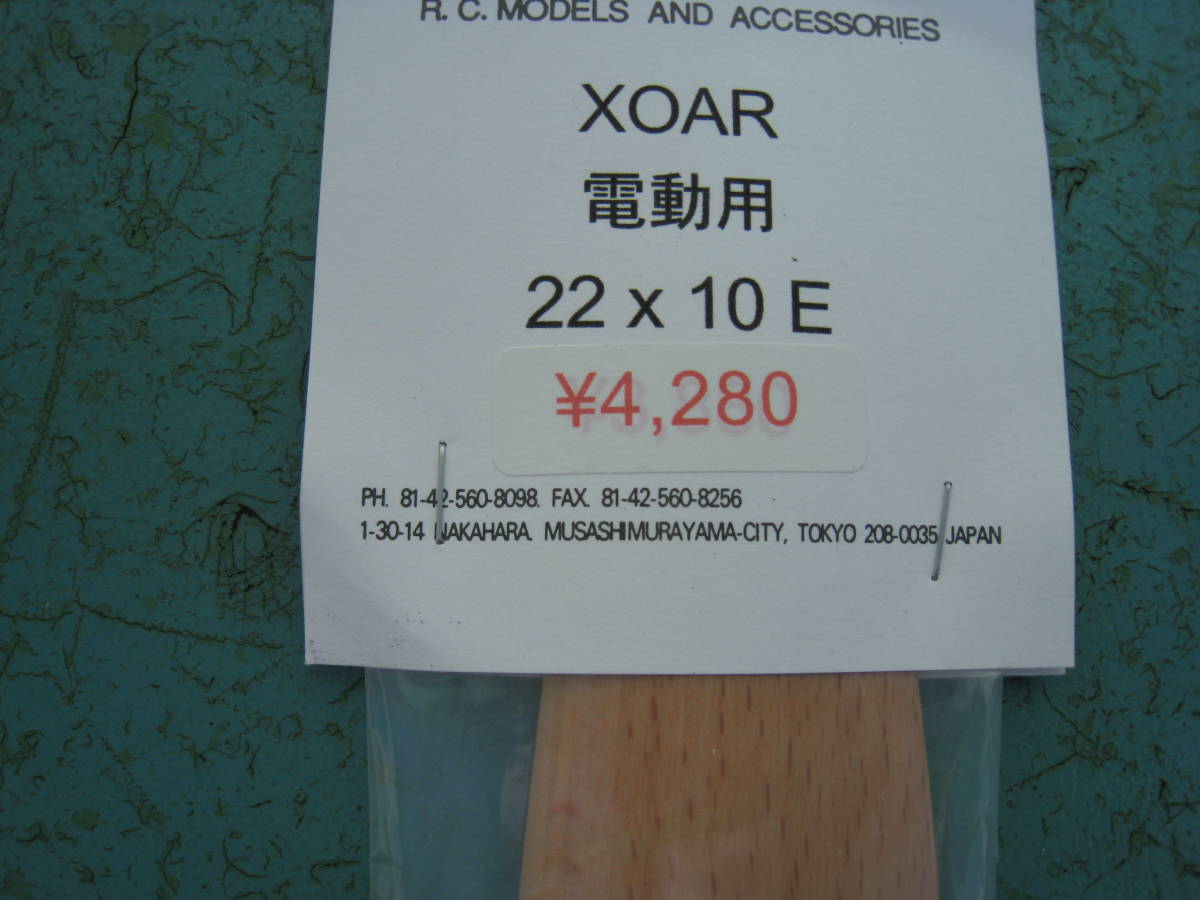 R. C. MODELS AND ACCESSORIES
XOAR
電動用
22 x 10 E
¥4,280
PH. 81-42-560-8098. FAX. 81-42-560-8256
1-30-14 NAKAHARA. MUSASHIMURAYAMA-CITY, TOKYO 208-0035 JAPAN